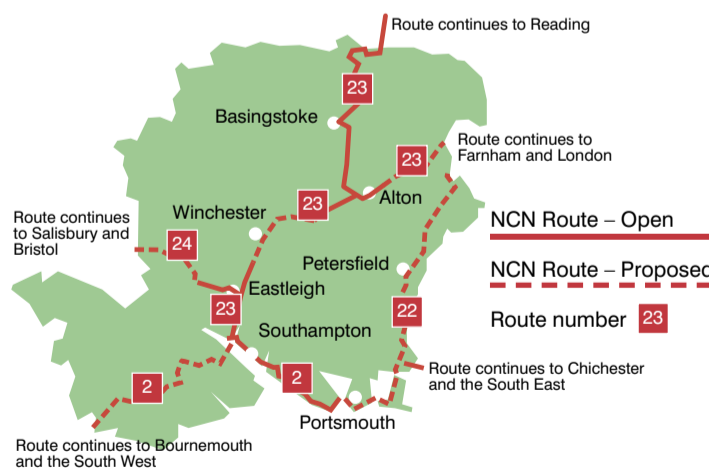 Route continues to Reading
23
Basingstoke
Route continues to
Farnham and London
23
Alton
23
Winchester
Route continues
to Salisbury and
Bristol
24
NCN Route – Open
NCN Route – Proposed
Route number 23
Petersfield
Eastleigh
23
22
Southampton
2
2
Route continues to Chichester
and the South East
Portsmouth
Route continues to Bournemouth
and the South West